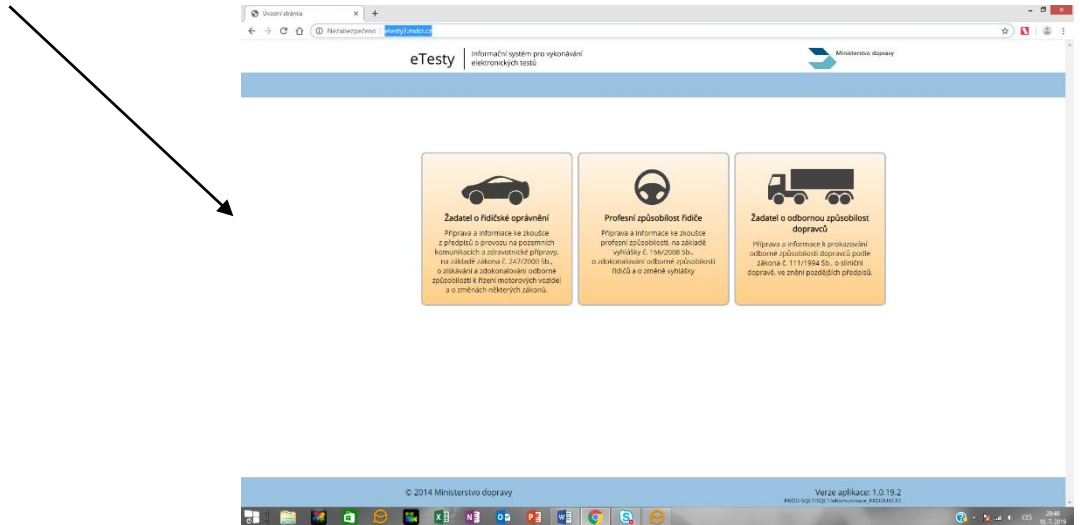 Úvodní stránka
Nezabezpečeno | etesty2.mdcr.cz
eTesty
Informační systém pro vykonávání
elektronických testů
Ministerstvo dopravy
Žadatel o řidičské oprávnění
Příprava a informace ke zkoušce
z předpisů o provozu na pozemních
komunikacích a zdravotnické přípravy,
na základě zákona č. 247/2000 Sb.,
o získávání a zdokonalování odborné
způsobilosti k řízení motorových vozidel
a o změnách některých zákonů.
Profesní způsobilost řidiče
Příprava a informace ke zkoušce
profesní způsobilosti, na základě
vyhlášky č. 156/2008 Sb.,
o zdokonalování odborné způsobilosti
řidičů a o změně vyhlášky
Žadatel o odbornou způsobilost
dopravců
Příprava a informace k prokazování
odborné způsobilosti dopravců podle
zákona č. 111/1994 Sb., o silniční
dopravě, ve znění pozdějších předpisů.
© 2014 Ministerstvo dopravy
Verze aplikace: 1.0.19.2
CES
20:40
10. 7. 2019